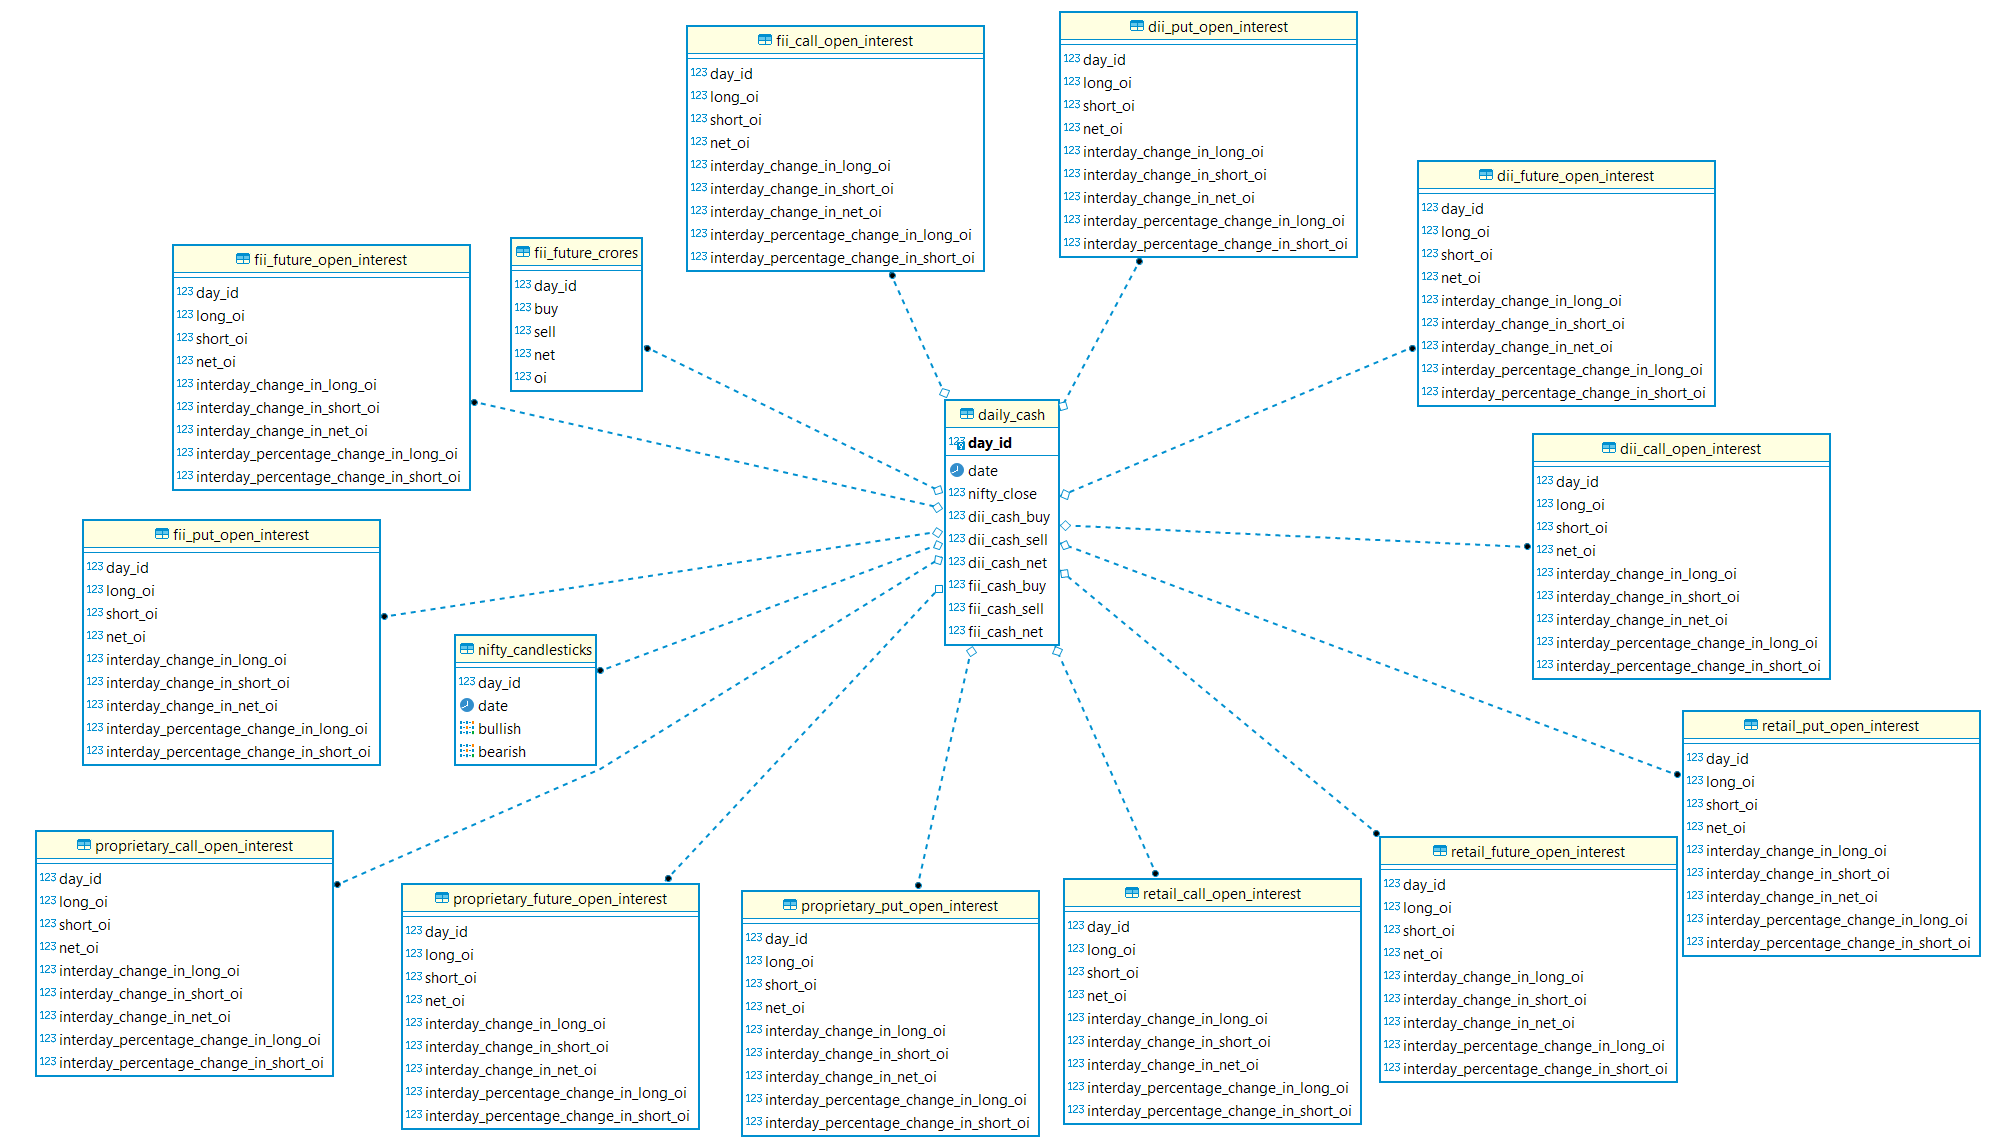 fii_call_open_interest
123 day_id
123 long_oi
123 short_oi
123 net_oi
123 interday_change_in_long_oi
123 interday_change_in_short_oi
123 interday_change_in_net_oi
123 interday_percentage_change_in_long_oi
123 interday_percentage_change_in_short_oi
dii_put_open_interest
123 day_id
123 long_oi
123 short_oi
123 net_oi
123 interday_change_in_long_oi
123 interday_change_in_short_oi
123 interday_change_in_net_oi
123 interday_percentage_change_in_long_oi
123 interday_percentage_change_in_short_oi
dii_future_open_interest
123 day_id
123 long_oi
123 short_oi
123 net_oi
123 interday_change_in_long_oi
123 interday_change_in_short_oi
123 interday_change_in_net_oi
123 interday_percentage_change_in_long_oi
123 interday_percentage_change_in_short_oi
fii_future_open_interest
123 day_id
123 long_oi
123 short_oi
123 net_oi
123 interday_change_in_long_oi
123 interday_change_in_short_oi
123 interday_change_in_net_oi
123 interday_percentage_change_in_long_oi
123 interday_percentage_change_in_short_oi
fii_future_crores
123 day_id
123 buy
123 sell
123 net
123 oi
daily_cash
123 day_id
date
123 nifty_close
123 dii_cash_buy
123 dii_cash_sell
123 dii_cash_net
123 fii_cash_buy
123 fii_cash_sell
123 fii_cash_net
dii_call_open_interest
123 day_id
123 long_oi
123 short_oi
123 net_oi
123 interday_change_in_long_oi
123 interday_change_in_short_oi
123 interday_change_in_net_oi
123 interday_percentage_change_in_long_oi
123 interday_percentage_change_in_short_oi
fii_put_open_interest
123 day_id
123 long_oi
123 short_oi
123 net_oi
123 interday_change_in_long_oi
123 interday_change_in_short_oi
123 interday_change_in_net_oi
123 interday_percentage_change_in_long_oi
123 interday_percentage_change_in_short_oi
nifty_candlesticks
123 day_id
date
bullish
bearish
retail_put_open_interest
123 day_id
123 long_oi
123 short_oi
123 net_oi
123 interday_change_in_long_oi
123 interday_change_in_short_oi
123 interday_change_in_net_oi
123 interday_percentage_change_in_long_oi
123 interday_percentage_change_in_short_oi
proprietary_call_open_interest
123 day_id
123 long_oi
123 short_oi
123 net_oi
123 interday_change_in_long_oi
123 interday_change_in_short_oi
123 interday_change_in_net_oi
123 interday_percentage_change_in_long_oi
123 interday_percentage_change_in_short_oi
proprietary_future_open_interest
123 day_id
123 long_oi
123 short_oi
123 net_oi
123 interday_change_in_long_oi
123 interday_change_in_short_oi
123 interday_change_in_net_oi
123 interday_percentage_change_in_long_oi
123 interday_percentage_change_in_short_oi
proprietary_put_open_interest
123 day_id
123 long_oi
123 short_oi
123 net_oi
123 interday_change_in_long_oi
123 interday_change_in_short_oi
123 interday_change_in_net_oi
123 interday_percentage_change_in_long_oi
123 interday_percentage_change_in_short_oi
retail_call_open_interest
123 day_id
123 long_oi
123 short_oi
123 net_oi
123 interday_change_in_long_oi
123 interday_change_in_short_oi
123 interday_change_in_net_oi
123 interday_percentage_change_in_long_oi
123 interday_percentage_change_in_short_oi
retail_future_open_interest
123 day_id
123 long_oi
123 short_oi
123 net_oi
123 interday_change_in_long_oi
123 interday_change_in_short_oi
123 interday_change_in_net_oi
123 interday_percentage_change_in_long_oi
123 interday_percentage_change_in_short_oi